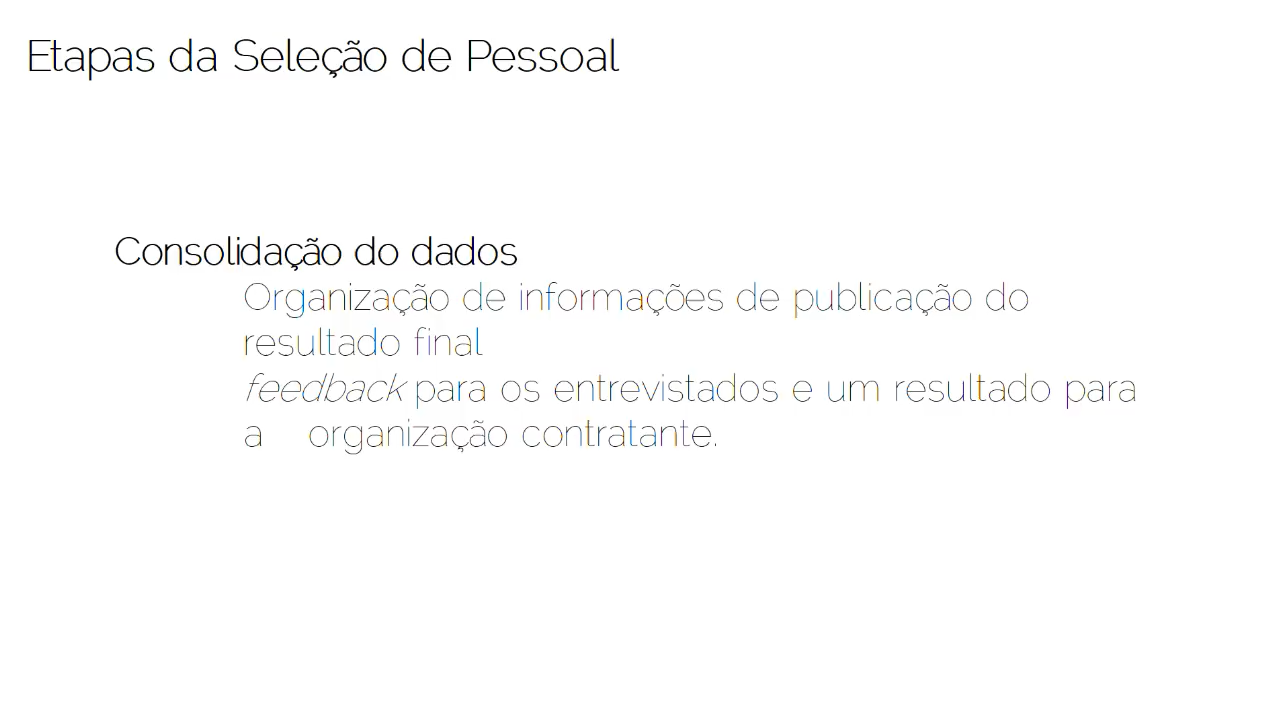 Etapas da Seleção de Pessoal
Consolidação do dados
Organização de informações de publicação do
resultado final
feedback para os entrevistados e um resultado para
a organização contratante.